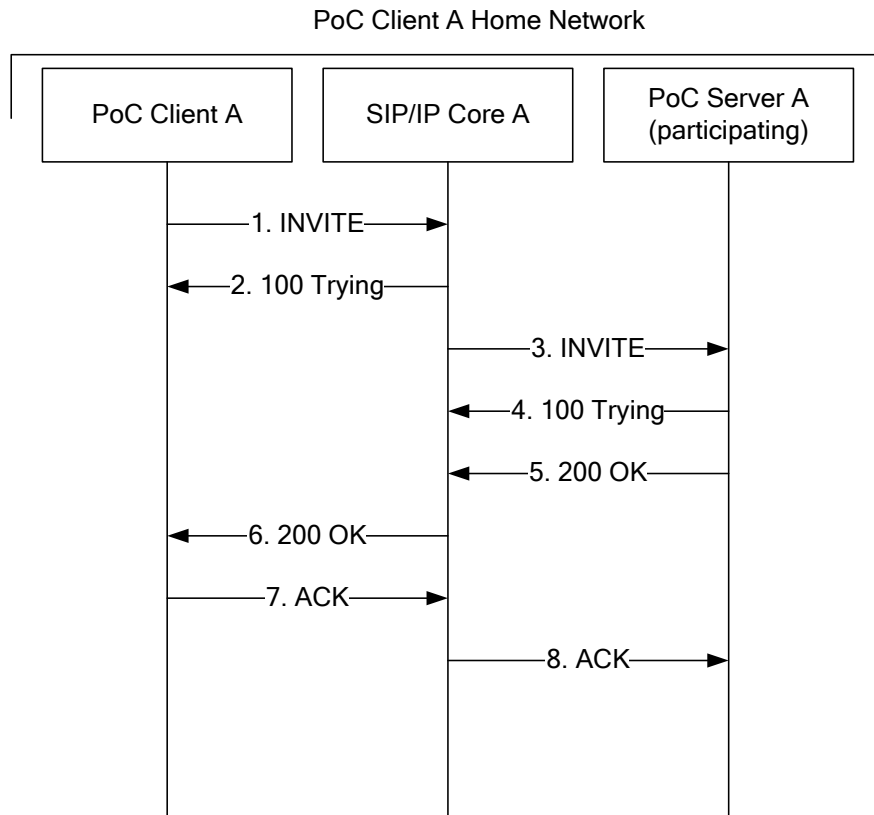 PoC Client A Home Network
PoC Client A
SIP/IP Core A
PoC Server A
(participating)
1. INVITE
2. 100 Trying
3. INVITE
4. 100 Trying
5. 200 OK
6. 200 OK
7. ACK
8. ACK